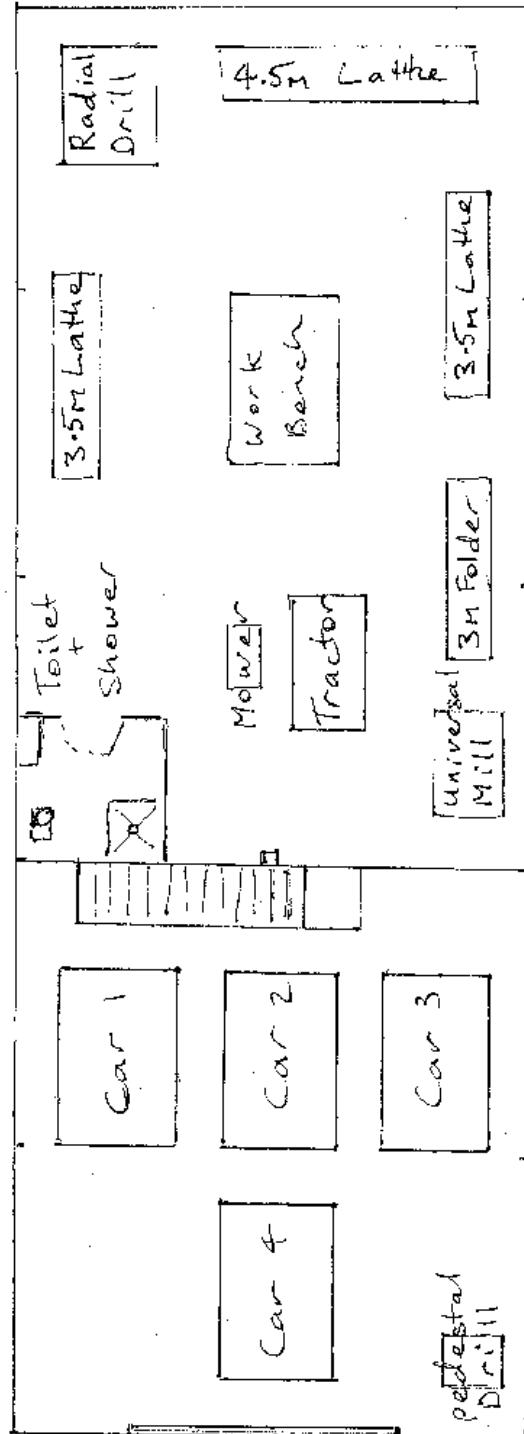 Radial
Drill
4.5m Lathe
3.5m Lathe
Work
Bench
3.5m Lathe
Toilet
+
Shower
Mower
Tractor
3m Folder
Universal
Mill
Car 1
Car 2
Car 3
Car 4
pedestal
Drill